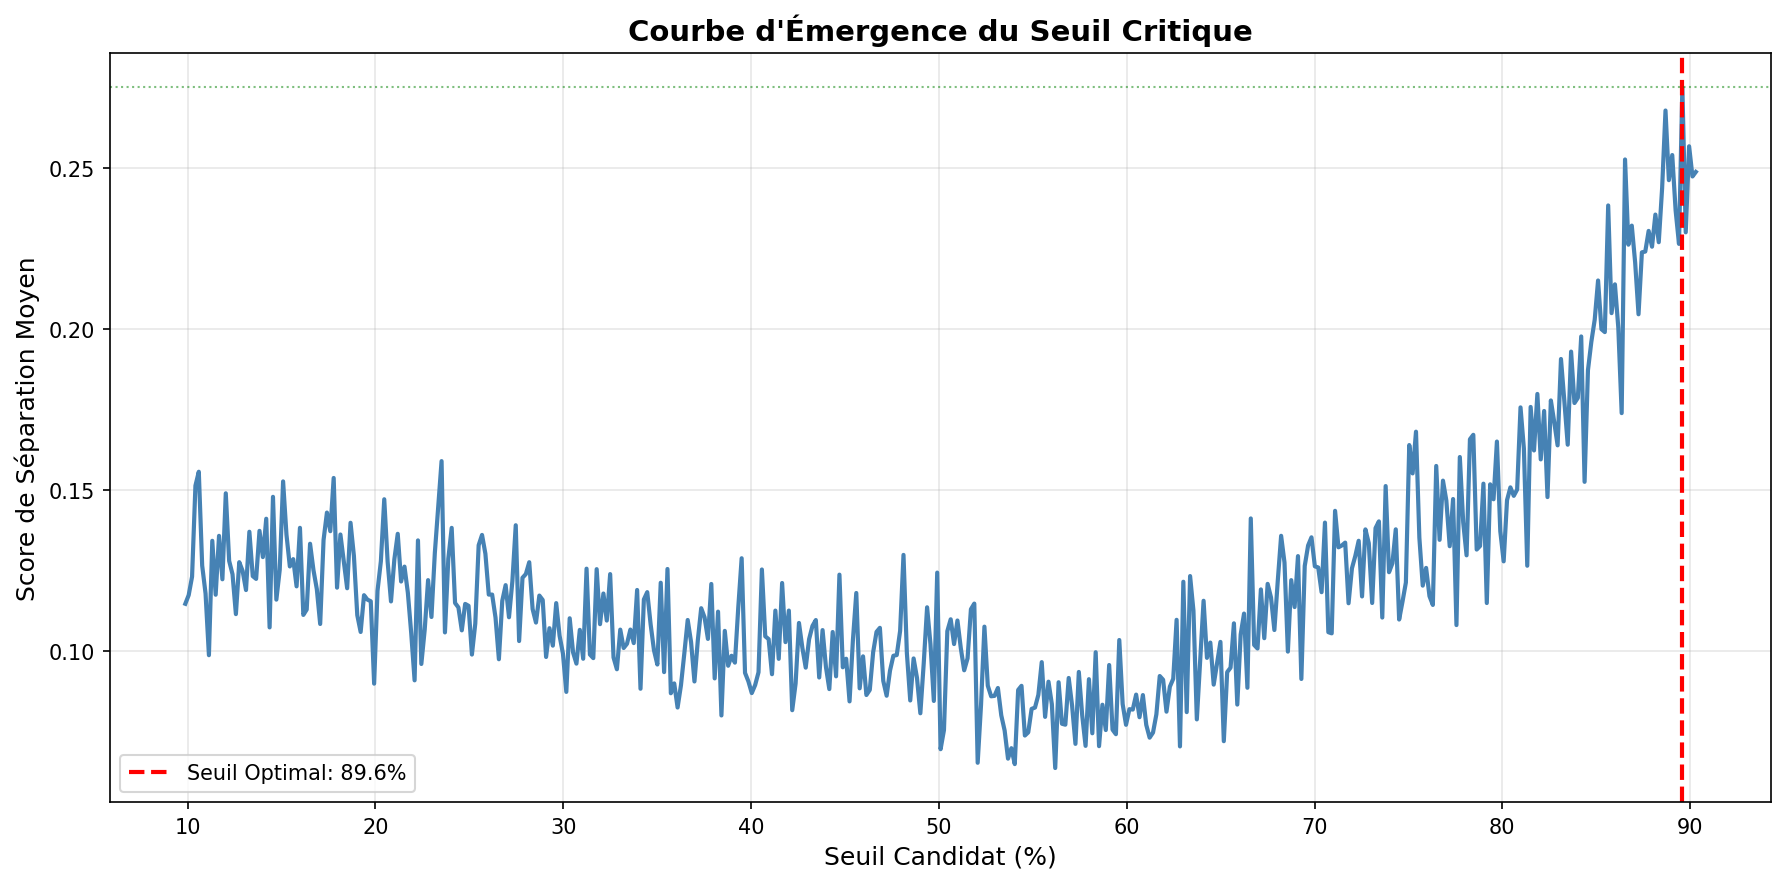 Courbe d'Émergence du Seuil Critique
Score de Séparation Moyen
0.25
0.20
0.15
0.10
Seuil Optimal: 89.6%
10 20 30 40 50 60 70 80 90
Seuil Candidat (%)